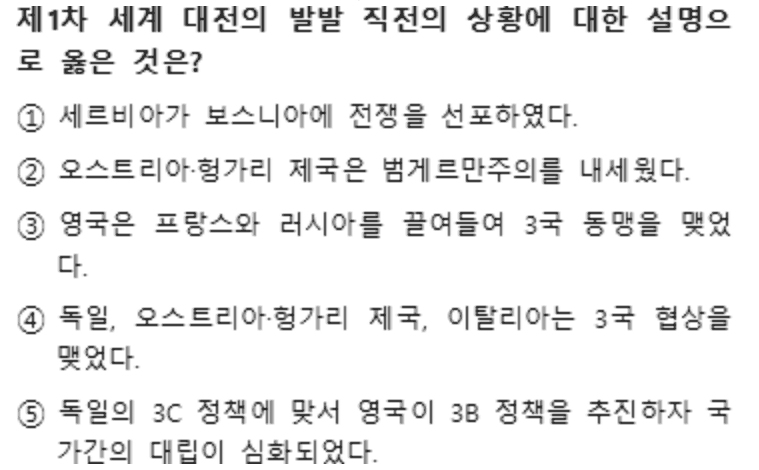 제1차 세계 대전의 발발 직전의 상황에 대한 설명으
로 옳은 것은?
① 세르비아가 보스니아에 전쟁을 선포하였다.
② 오스트리아·헝가리 제국은 범게르만주의를 내세웠다.
③ 영국은 프랑스와 러시아를 끌여들여 3국 동맹을 맺었
다.
④ 독일, 오스트리아·헝가리 제국, 이탈리아는 3국 협상을
맺었다.
⑤ 독일의 3C 정책에 맞서 영국이 3B 정책을 추진하자 국
가간의 대립이 심화되었다.